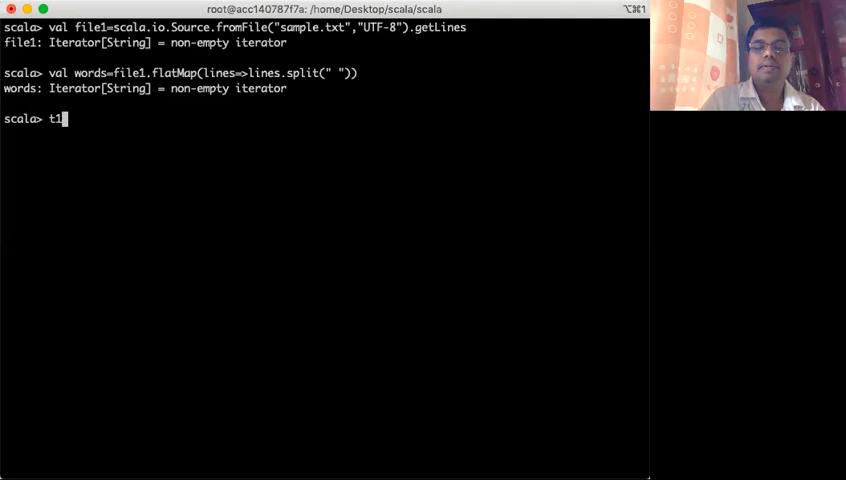 root@acc140787f7a: /home/Desktop/scala/scala
⌥⌘1
scala> val file1=scala.io.Source.fromFile("sample.txt","UTF-8").getLines
file1: Iterator[String] = non-empty iterator
scala> val words=file1.flatMap(lines=>lines.split(" "))
words: Iterator[String] = non-empty iterator
scala> t1